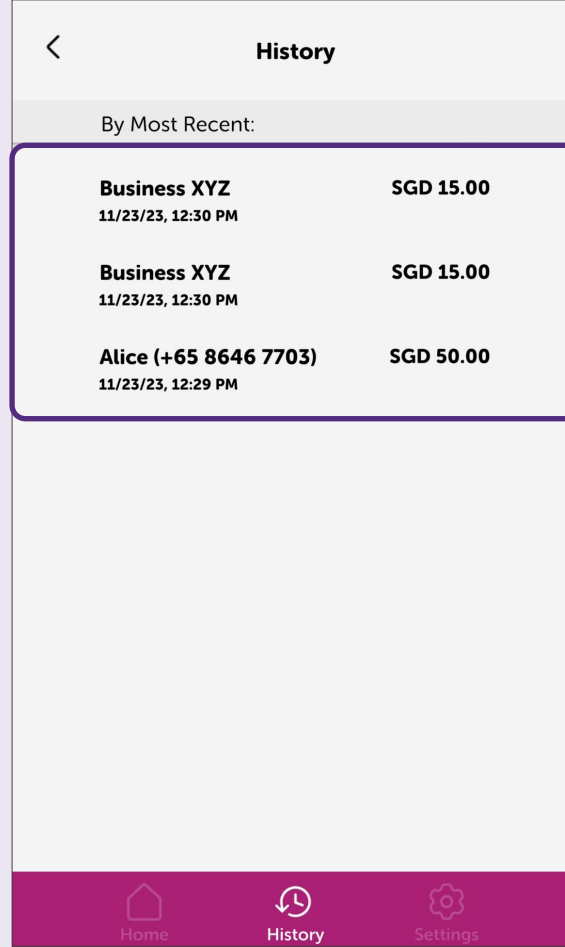 History
By Most Recent:
Business XYZ SGD 15.00
11/23/23, 12:30 PM
Business XYZ SGD 15.00
11/23/23, 12:30 PM
Alice (+65 8646 7703) SGD 50.00
11/23/23, 12:29 PM
Home History Settings